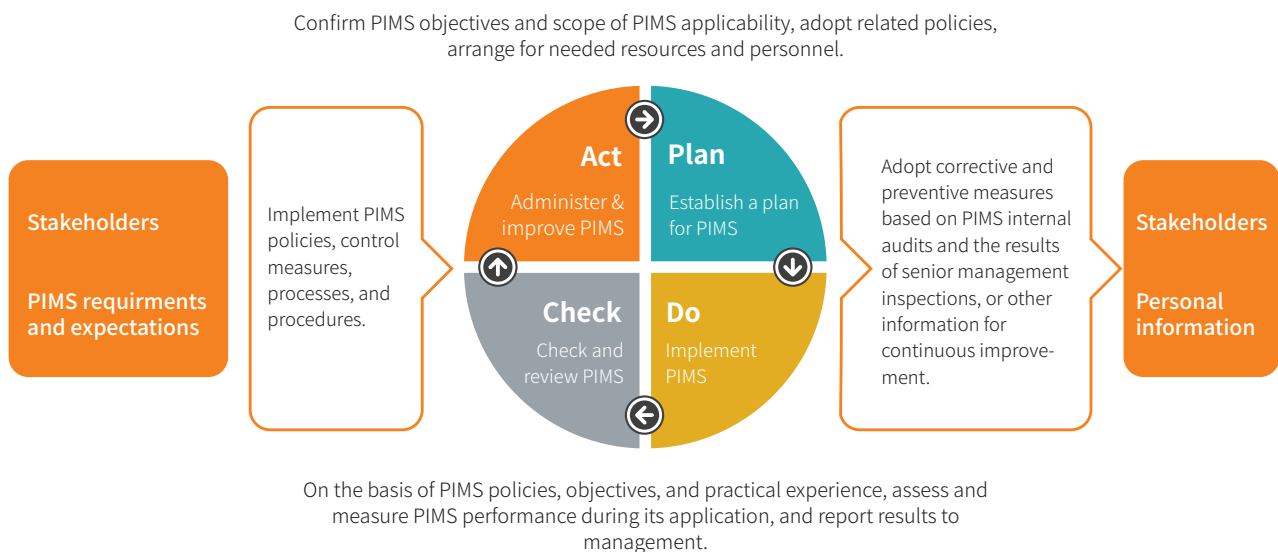 Confirm PIMS objectives and scope of PIMS applicability, adopt related policies,
arrange for needed resources and personnel.
Stakeholders
PIMS requirments
and expectations
Implement PIMS
policies, control
measures,
processes, and
procedures.
Act
Administer &
improve PIMS
Plan
Establish a plan
for PIMS
Check
Check and
review PIMS
Do
Implement
PIMS
Adopt corrective and
preventive measures
based on PIMS internal
audits and the results
of senior management
inspections, or other
information for
continuous improve-
ment.
Stakeholders
Personal
information
On the basis of PIMS policies, objectives, and practical experience, assess and
measure PIMS performance during its application, and report results to
management.